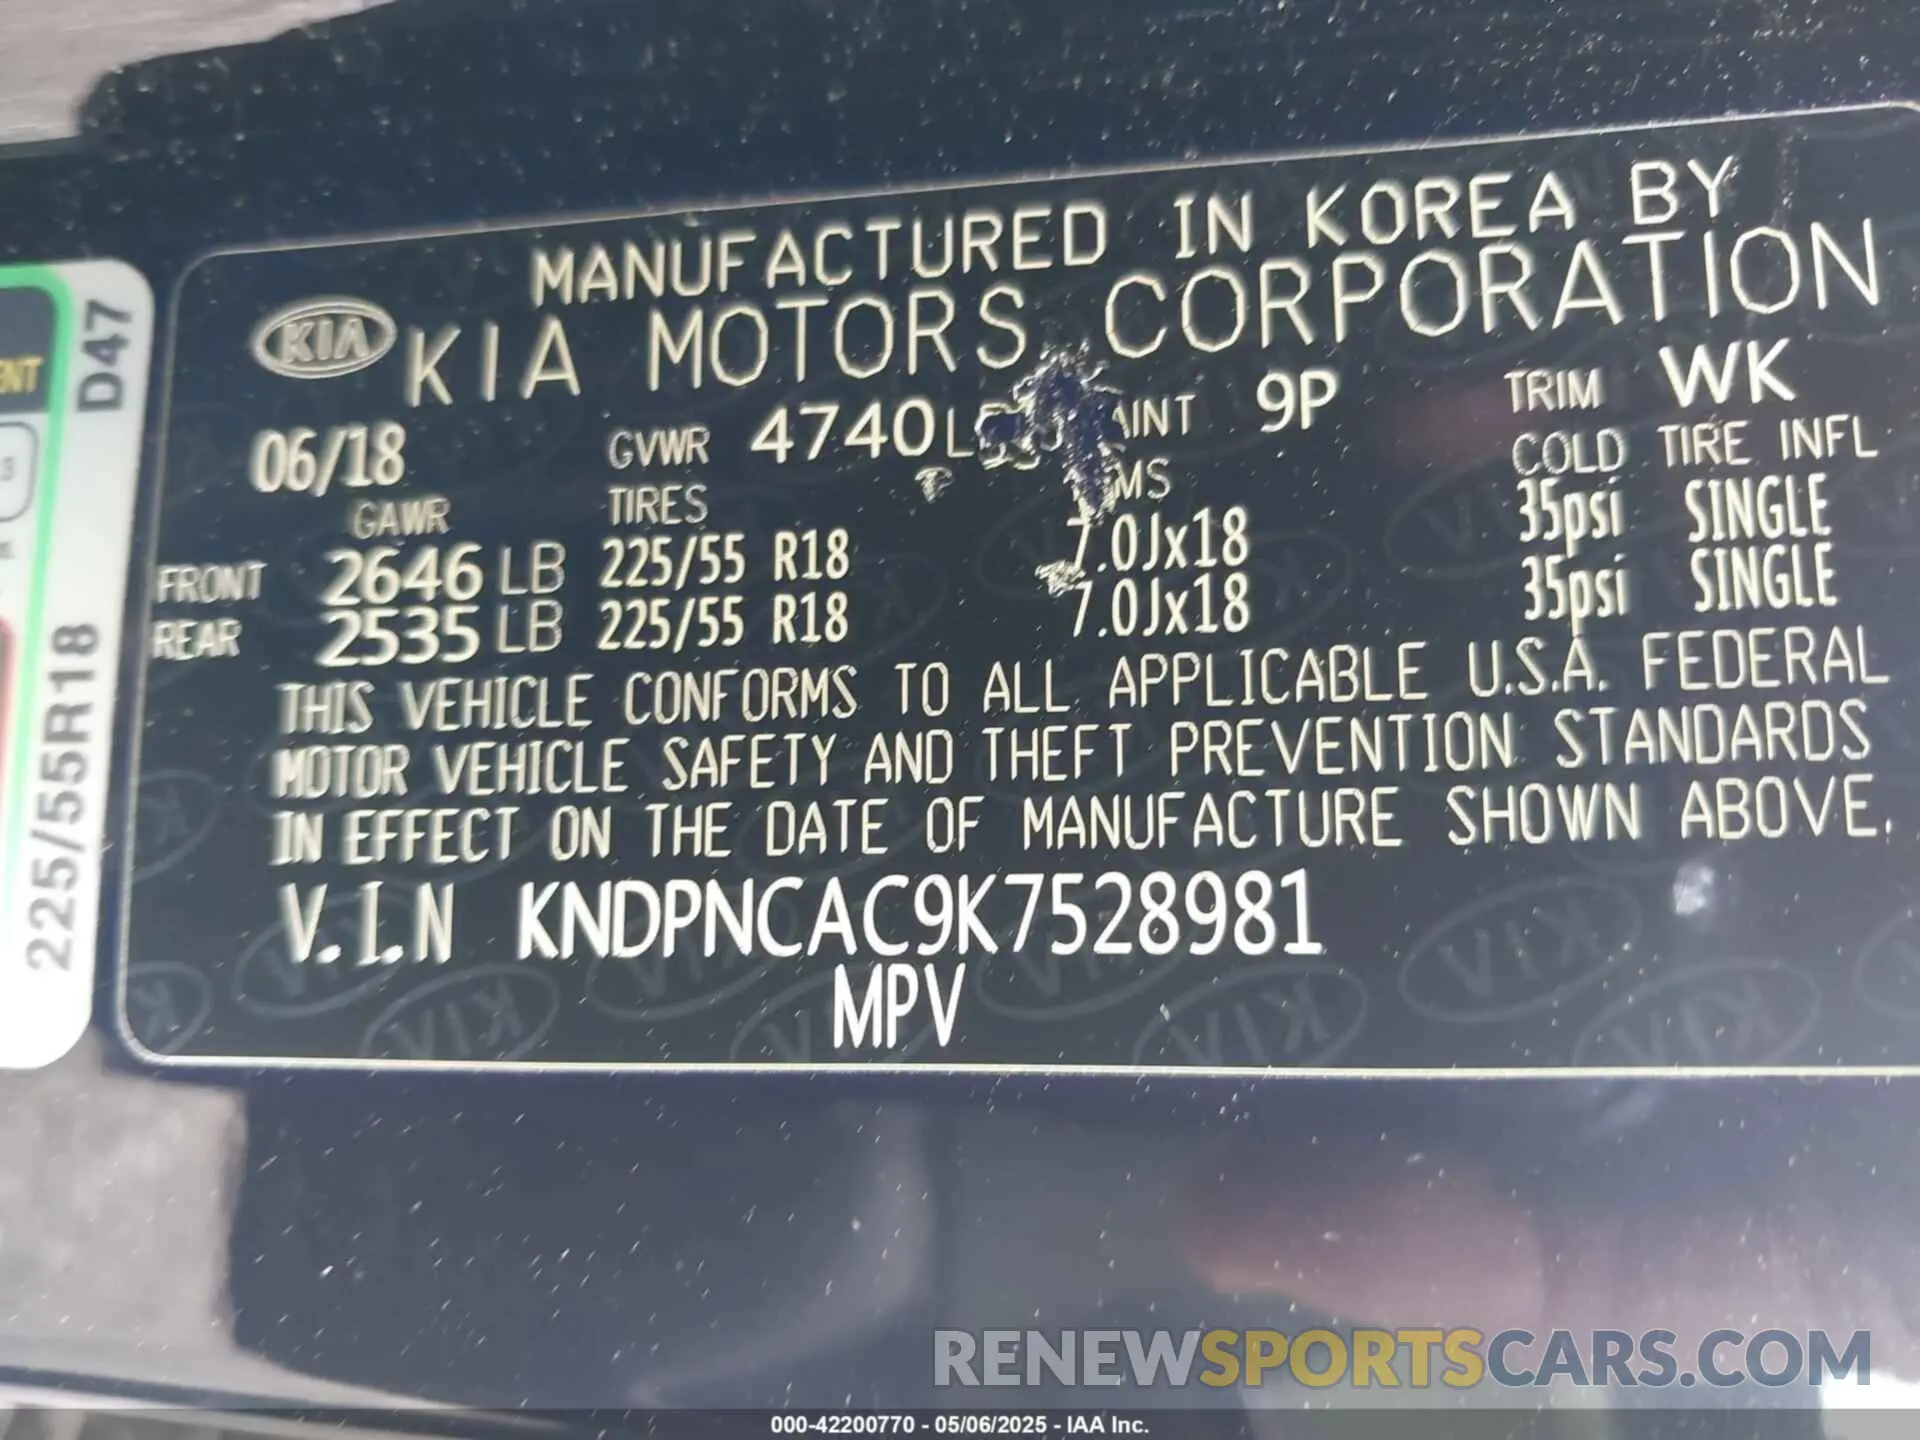 MANUFACTURED IN KOREA BY
KIA KIA MOTORS CORPORATION
06/18 GVWR 4740 9P TRIM WK
GAWR TIRES COLD TIRE INFL
FRONT 2646 LB 225/55 R18 7.0Jx18 35psi SINGLE
REAR 2535 LB 225/55 R18 7.0Jx18 35psi SINGLE
THIS VEHICLE CONFORMS TO ALL APPLICABLE U.S.A. FEDERAL
MOTOR VEHICLE SAFETY AND THEFT PREVENTION STANDARDS
IN EFFECT ON THE DATE OF MANUFACTURE SHOWN ABOVE.
V.I.N KNDPNCAC9K7528981
MPV
225/55R18 D47
RENEWSPORTSCARS.COM
000-42200770 - 05/06/2025 - IAA Inc.